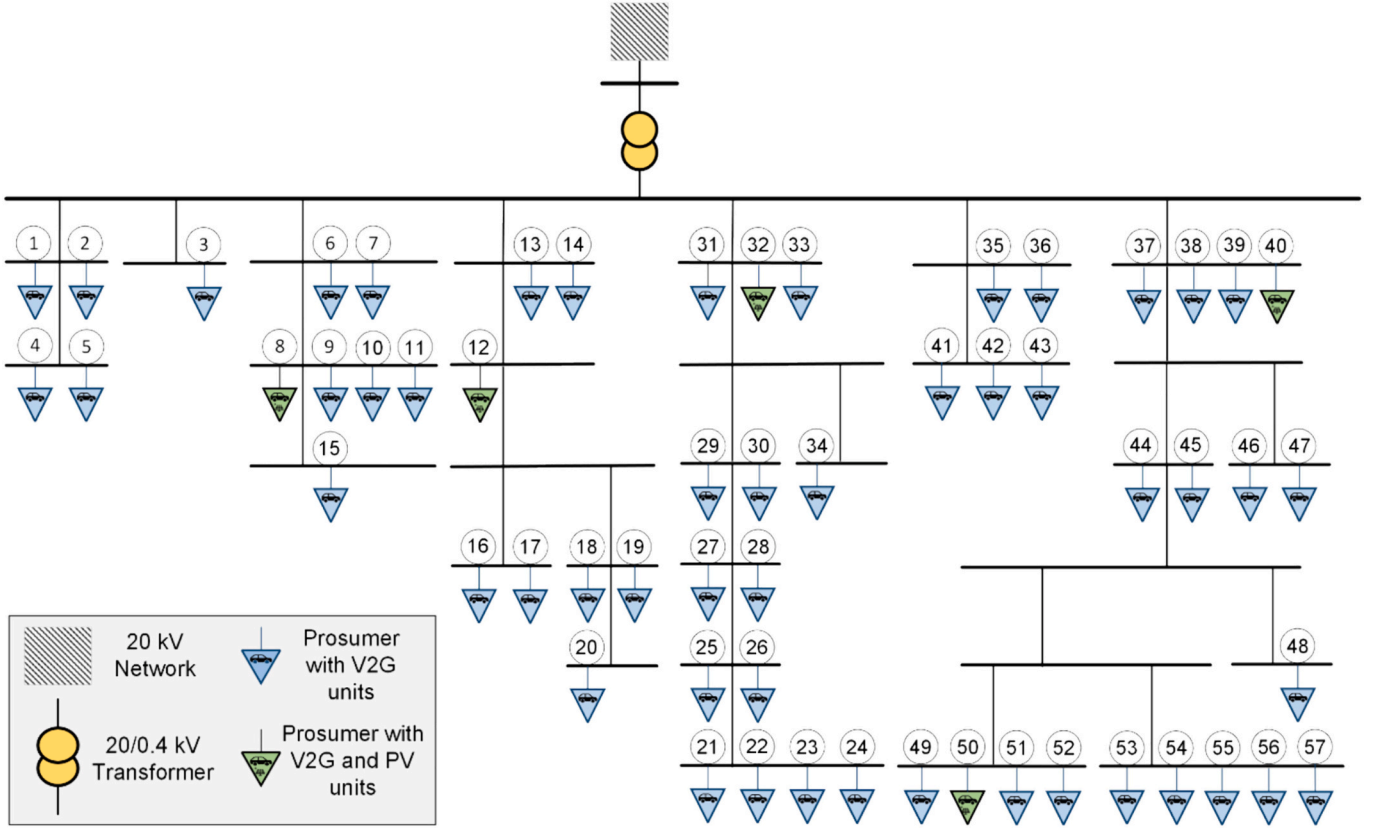 1 2 3 6 7 13 14 31 32 33 35 36 37 38 39 40
4 5 8 9 10 11 12 41 42 43
15 29 30 34 44 45 46 47
16 17 18 19 27 28
20 25 26 48
21 22 23 24 49 50 51 52 53 54 55 56 57
20 kV
Network
Prosumer
with V2G
units
20/0.4 kV
Transformer
Prosumer with
V2G and PV
units